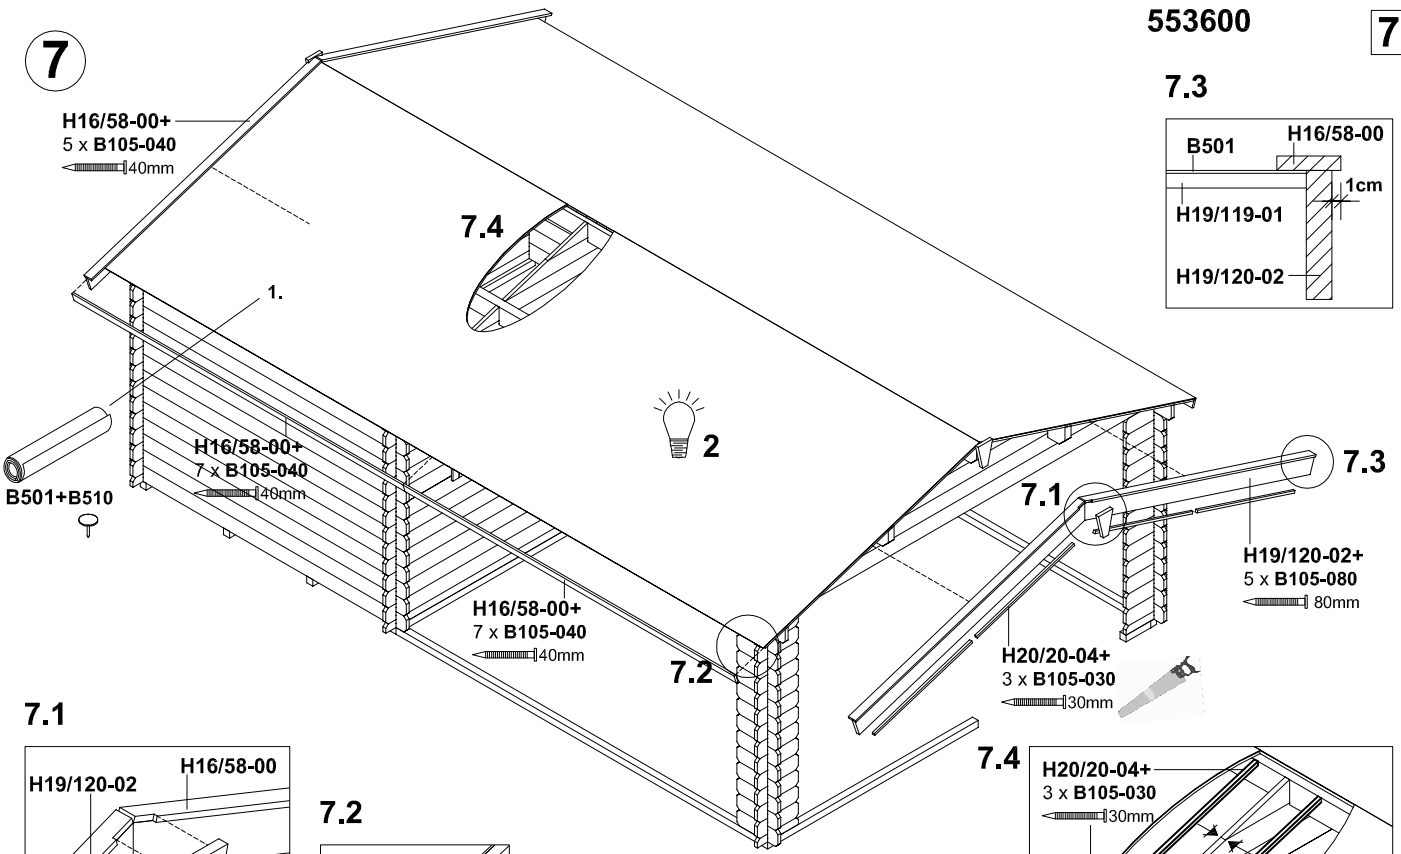 553600
7
7
7.3
H16/58-00+
5 x B105-040
40mm
B501
H16/58-00
1cm
H19/119-01
H19/120-02
7.4
1.
2
H16/58-00+
7 x B105-040
40mm
B501+B510
7.1
7.3
H19/120-02+
5 x B105-080
80mm
H16/58-00+
7 x B105-040
40mm
7.2
H20/20-04+
3 x B105-030
30mm
7.1
H19/120-02
H16/58-00
7.2
7.4
H20/20-04+
3 x B105-030
30mm